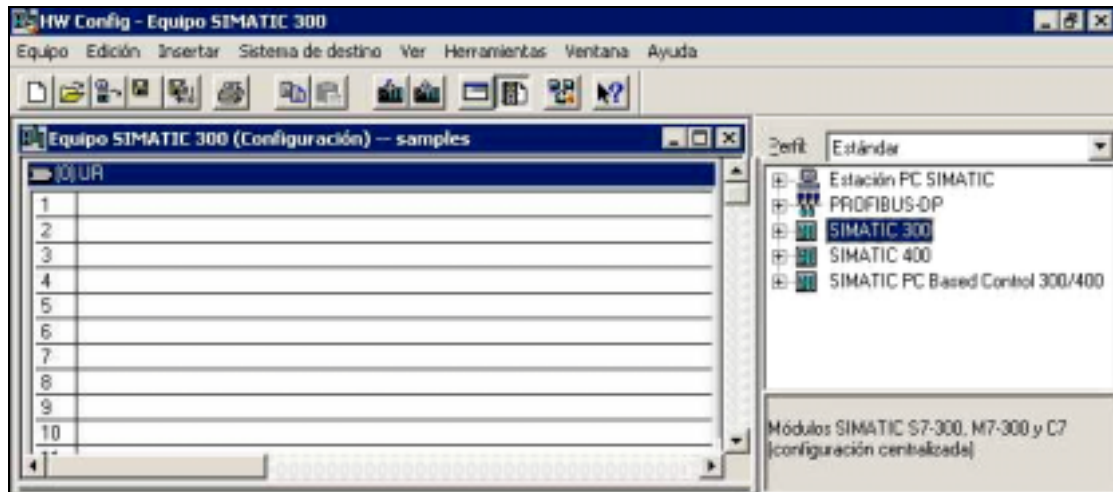 HW Config - Equipo SIMATIC 300
Equipo Edición Insertar Sistema de destino Ver Herramientas Ventana Ayuda
Equipo SIMATIC 300 (Configuración) -- samples
(0) UR
1
2
3
4
5
6
7
8
9
10
Perfil: Estándar
Estación PC SIMATIC
PROFIBUS-DP
SIMATIC 300
SIMATIC 400
SIMATIC PC Based Control 300/400
Módulos SIMATIC S7-300, M7-300 y C7
(configuración centralizada)